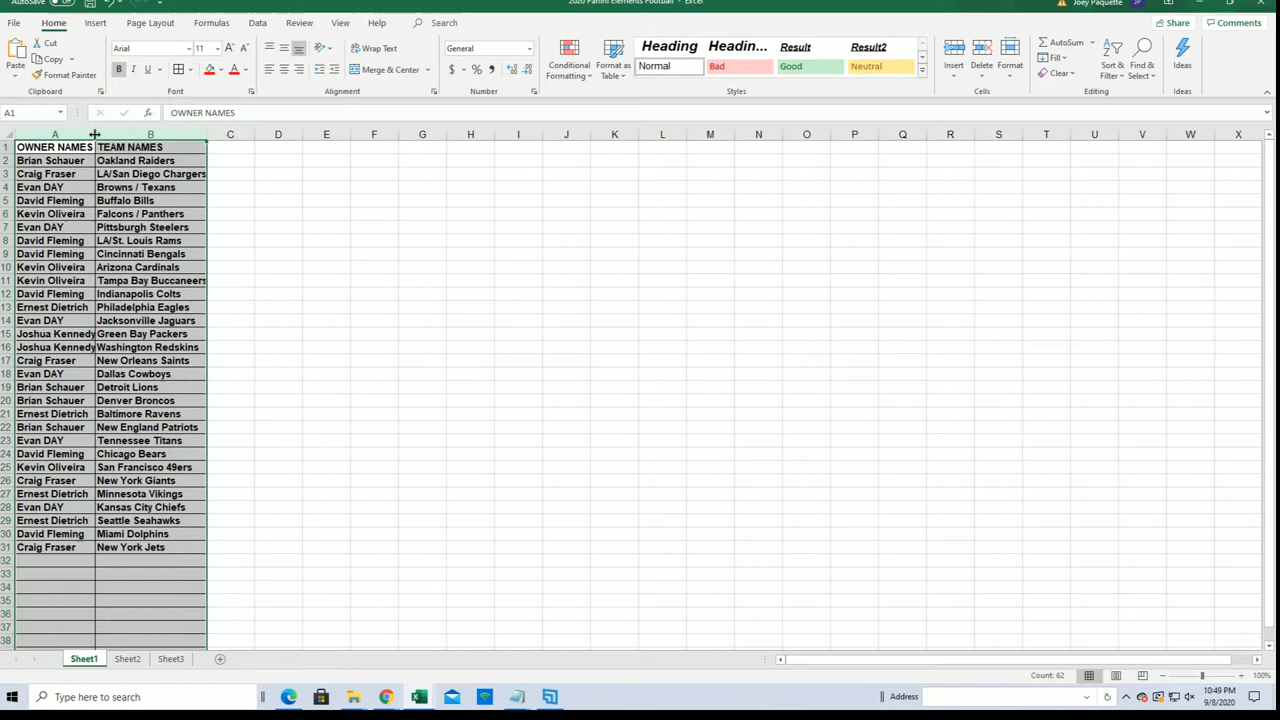 AutoSave
2020 Panini Elements Football - Excel
Joey Paquette
JP
File Home Insert Page Layout Formulas Data Review View Help Search
Share Comments
Paste Cut Copy Format Painter
Arial 11
Wrap Text Merge & Center
General
Conditional Formatting Format as Table
Heading Headin... Result Result2
Normal Bad Good Neutral
Insert Delete Format
AutoSum Fill Clear
Sort & Filter Find & Select
Ideas
Clipboard Font Alignment Number Styles Cells Editing Ideas
A1 fx OWNER NAMES
A B C D E F G H I J K L M N O P Q R S T U V W X
1 OWNER NAMES TEAM NAMES
2 Brian Schauer Oakland Raiders
3 Craig Fraser LA/San Diego Chargers
4 Evan DAY Browns / Texans
5 David Fleming Buffalo Bills
6 Kevin Oliveira Falcons / Panthers
7 Evan DAY Pittsburgh Steelers
8 David Fleming LA/St. Louis Rams
9 David Fleming Cincinnati Bengals
10 Kevin Oliveira Arizona Cardinals
11 Kevin Oliveira Tampa Bay Buccaneers
12 David Fleming Indianapolis Colts
13 Ernest Dietrich Philadelphia Eagles
14 Evan DAY Jacksonville Jaguars
15 Joshua Kennedy Green Bay Packers
16 Joshua Kennedy Washington Redskins
17 Craig Fraser New Orleans Saints
18 Evan DAY Dallas Cowboys
19 Brian Schauer Detroit Lions
20 Brian Schauer Denver Broncos
21 Ernest Dietrich Baltimore Ravens
22 Brian Schauer New England Patriots
23 Evan DAY Tennessee Titans
24 David Fleming Chicago Bears
25 Kevin Oliveira San Francisco 49ers
26 Craig Fraser New York Giants
27 Ernest Dietrich Minnesota Vikings
28 Evan DAY Kansas City Chiefs
29 Ernest Dietrich Seattle Seahawks
30 David Fleming Miami Dolphins
31 Craig Fraser New York Jets
32
33
34
35
36
37
38
Sheet1 Sheet2 Sheet3
Count: 62 100%
Type here to search
Address
10:49 PM
9/8/2020